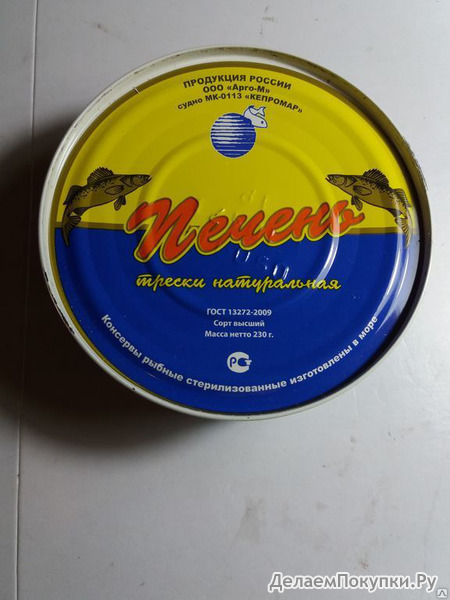 ПРОДУКЦИЯ РОССИИ
ООО «Арго-М»
судно МК-0113 «КЕПРОМАР»
Печень
трески натуральная
ГОСТ 13272-2009
Сорт высший
Масса нетто 230 г.
РСТ
Консервы рыбные стерилизованные изготовлены в море
ДелаемПокупки.Ру